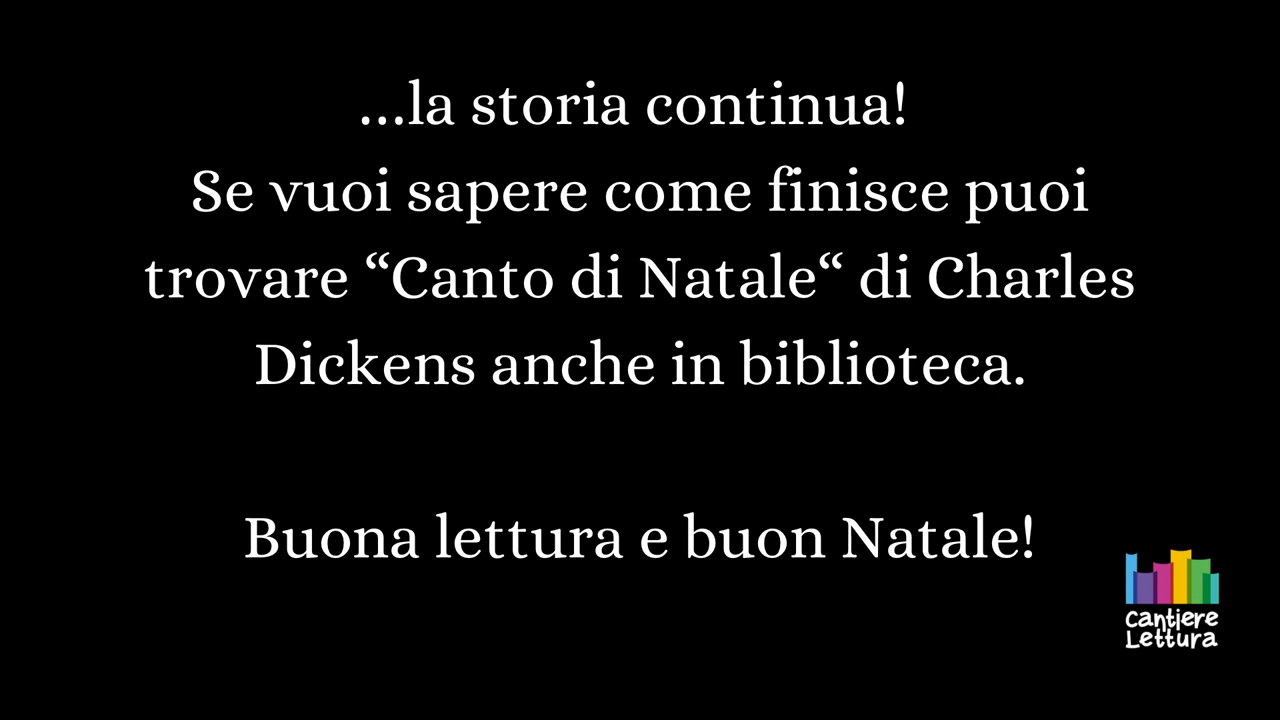 ...la storia continua!
Se vuoi sapere come finisce puoi
trovare “Canto di Natale“ di Charles
Dickens anche in biblioteca.
Buona lettura e buon Natale!
cantiere
Lettura